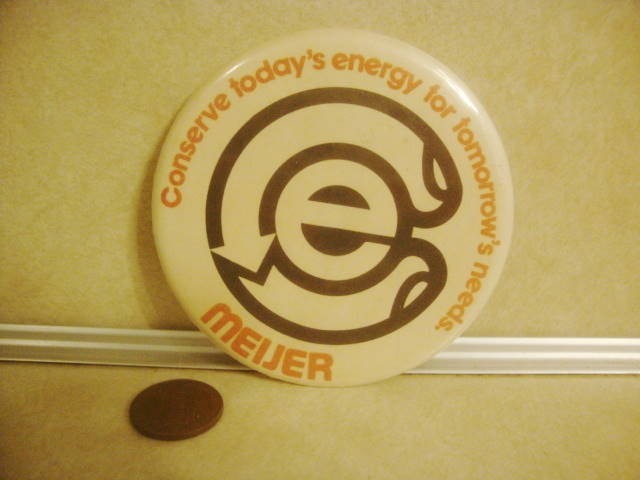 Conserve today's energy for tomorrow's needs.
e
MEIJER